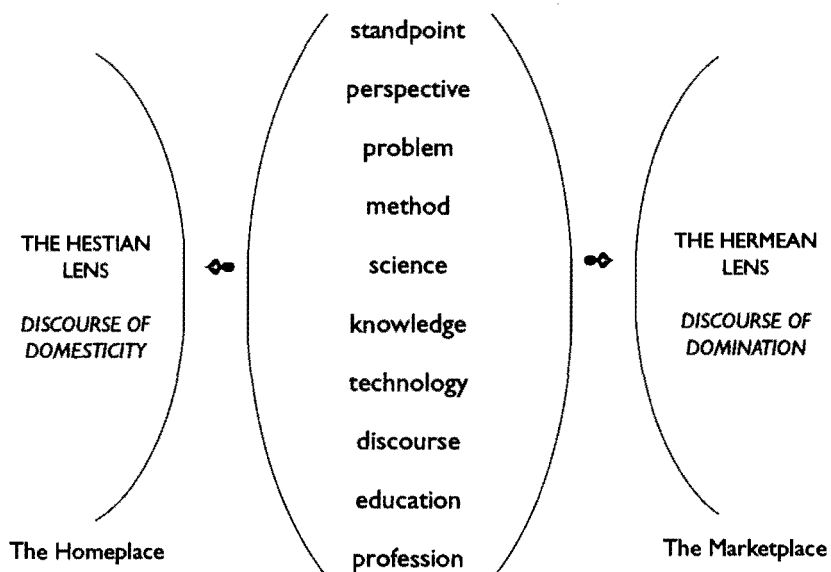 standpoint
perspective
problem
method
science
knowledge
technology
discourse
education
profession
THE HESTIAN
LENS
DISCOURSE OF
DOMESTICITY
The Homeplace
THE HERMEAN
LENS
DISCOURSE OF
DOMINATION
The Marketplace